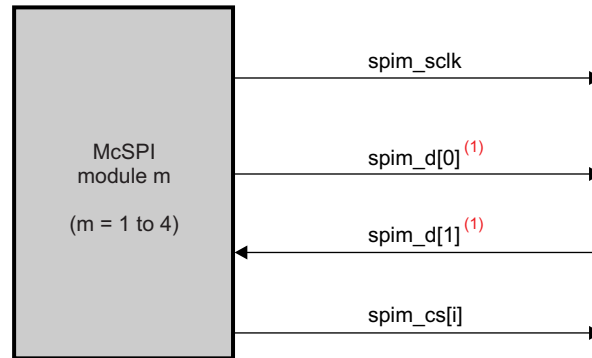 McSPI
module m
(m = 1 to 4)
spim_sclk
spim_d[0] (1)
spim_d[1] (1)
spim_cs[i]